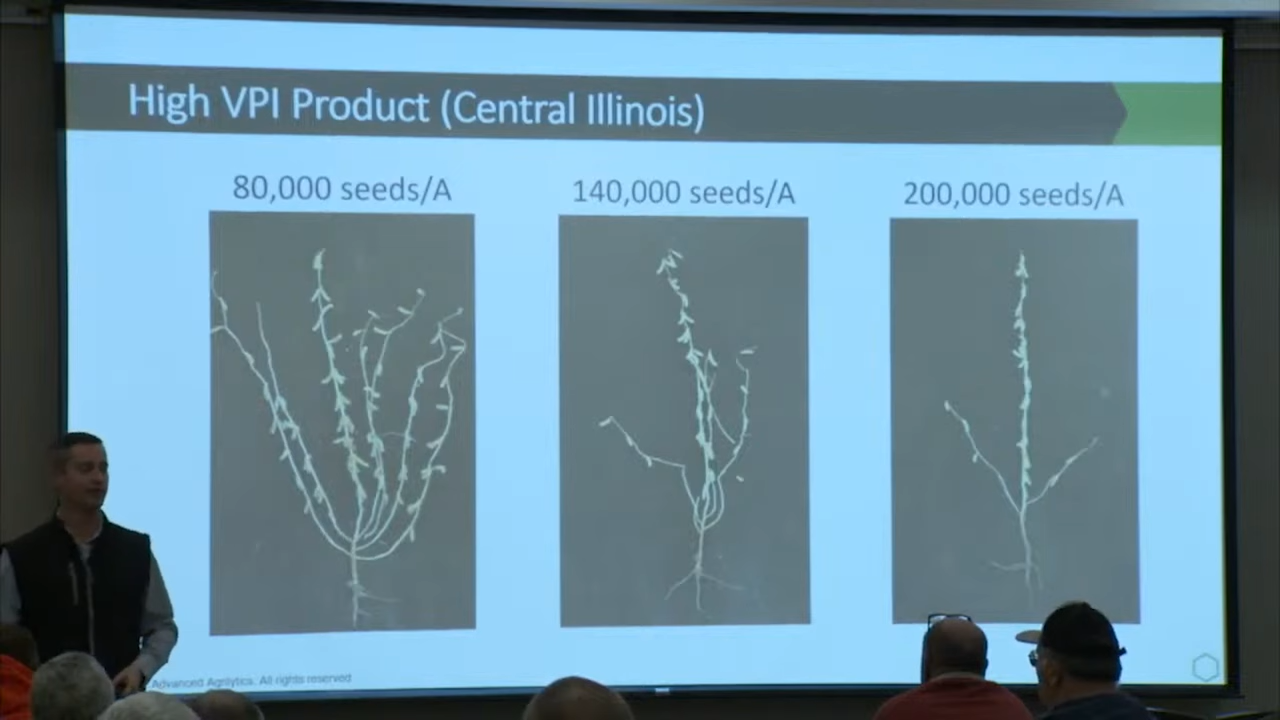 High VPI Product (Central Illinois)
80,000 seeds/A
140,000 seeds/A
200,000 seeds/A
Advanced Agrilytics. All rights reserved